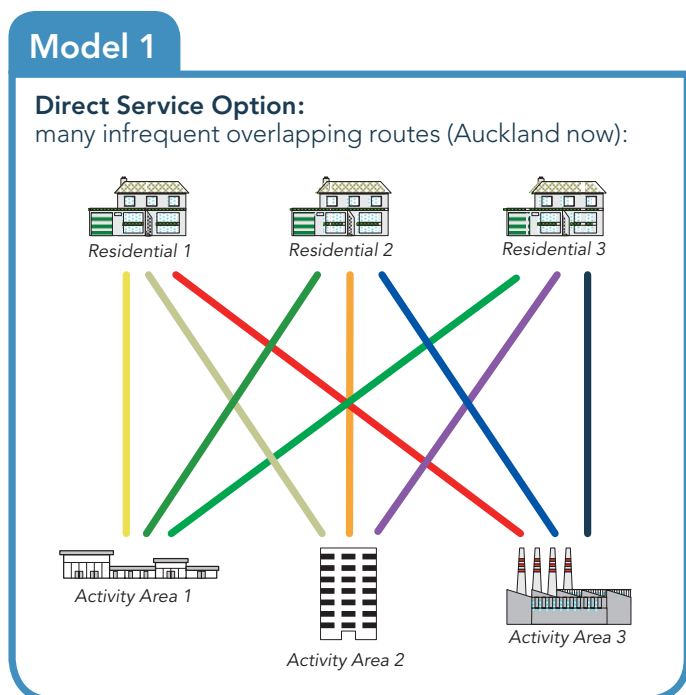 Model 1
Direct Service Option:
many infrequent overlapping routes (Auckland now):
Residential 1
Residential 2
Residential 3
Activity Area 1
Activity Area 2
Activity Area 3